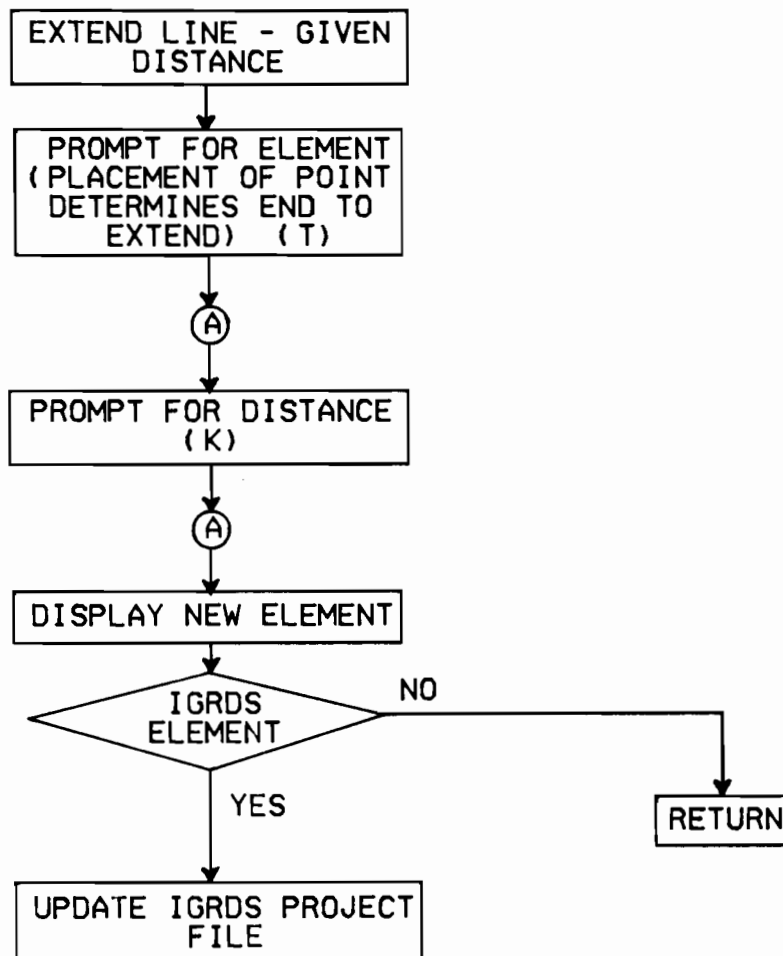 EXTEND LINE - GIVEN
DISTANCE
PROMPT FOR ELEMENT
(PLACEMENT OF POINT
DETERMINES END TO
EXTEND) (T)
A
PROMPT FOR DISTANCE
(K)
A
DISPLAY NEW ELEMENT
IGRDS
ELEMENT
NO
YES
RETURN
UPDATE IGRDS PROJECT
FILE